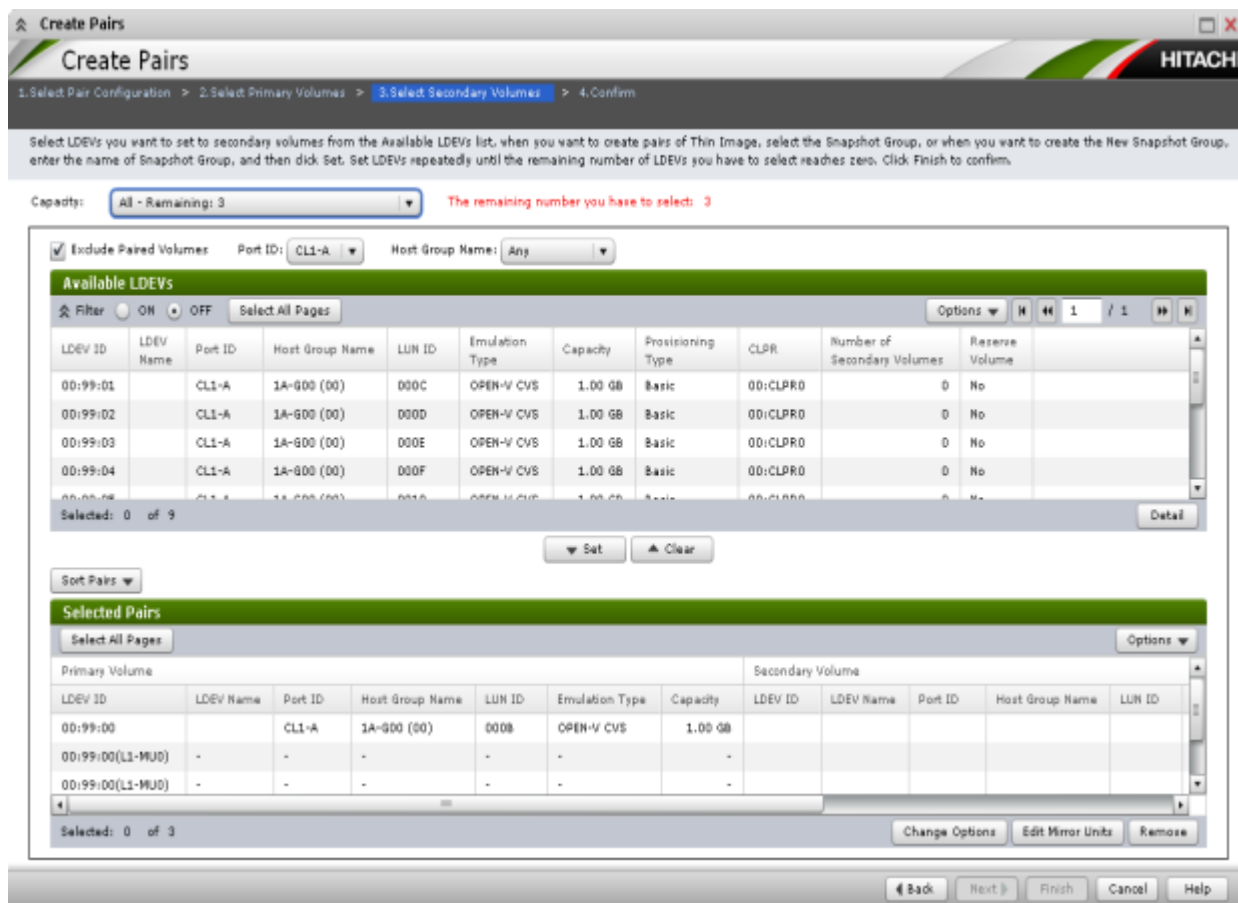 Create Pairs
Create Pairs
HITACHI
1.Select Pair Configuration > 2.Select Primary Volumes > 3.Select Secondary Volumes > 4.Confirm
Select LDEVs you want to set to secondary volumes from the Available LDEVs list, when you want to create pairs of Thin Image, select the Snapshot Group, or when you want to create the New Snapshot Group,
enter the name of Snapshot Group, and then click Set. Set LDEVs repeatedly until the remaining number of LDEVs you have to select reaches zero. Click Finish to confirm.
Capacity: All - Remaining: 3 The remaining number you have to select: 3
Exclude Paired Volumes Port ID: CL1-A Host Group Name: Any
Available LDEVs
Filter ON OFF Select All Pages Options 1 / 1
LDEV ID LDEV Name Port ID Host Group Name LUN ID Emulation Type Capacity Provisioning Type CLPR Number of Secondary Volumes Reserve Volume
00:99:01 CL1-A 1A-G00 (00) 000C OPEN-V CVS 1.00 GB Basic 00:CLPR0 0 No
00:99:02 CL1-A 1A-G00 (00) 000D OPEN-V CVS 1.00 GB Basic 00:CLPR0 0 No
00:99:03 CL1-A 1A-G00 (00) 000E OPEN-V CVS 1.00 GB Basic 00:CLPR0 0 No
00:99:04 CL1-A 1A-G00 (00) 000F OPEN-V CVS 1.00 GB Basic 00:CLPR0 0 No
Selected: 0 of 9 Detail
Set Clear
Sort Pairs
Selected Pairs
Select All Pages Options
Primary Volume Secondary Volume
LDEV ID LDEV Name Port ID Host Group Name LUN ID Emulation Type Capacity LDEV ID LDEV Name Port ID Host Group Name LUN ID
00:99:00 CL1-A 1A-G00 (00) 000B OPEN-V CVS 1.00 GB
00:99:00(L1-MU0) - - - - - -
00:99:00(L1-MU0) - - - - - -
Selected: 0 of 3 Change Options Edit Mirror Units Remove
Back Next Finish Cancel Help